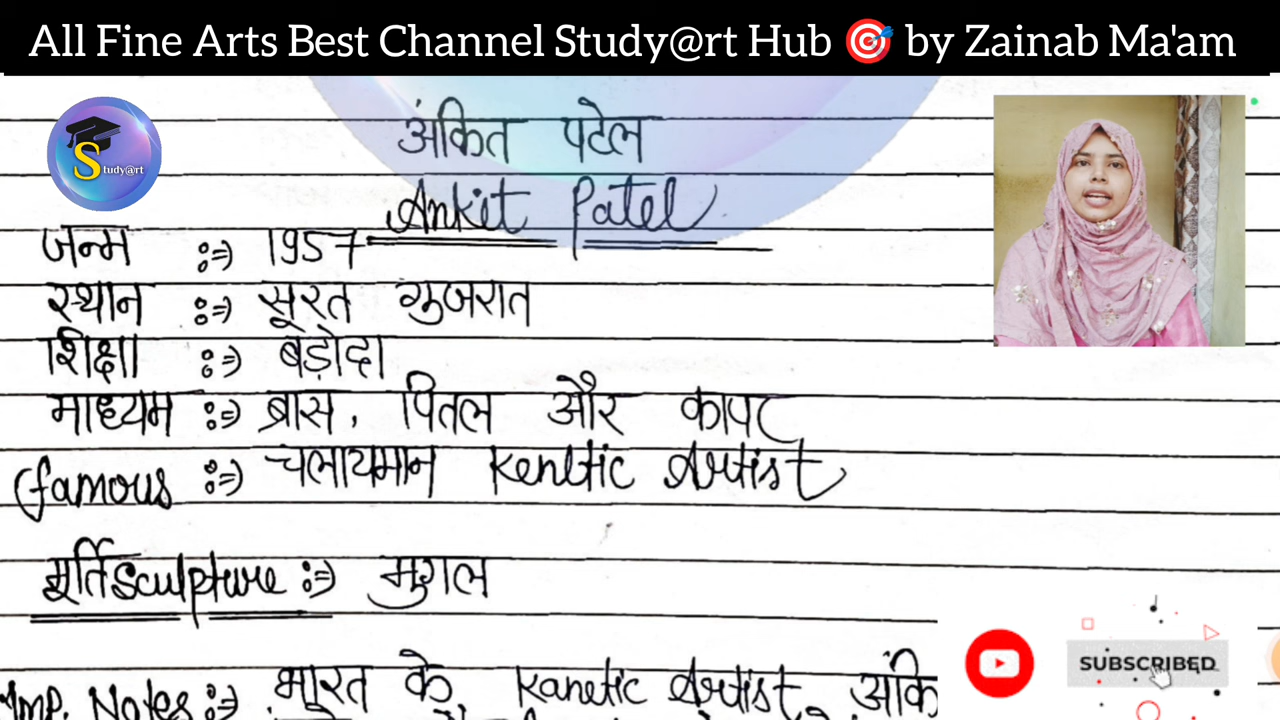 All Fine Arts Best Channel Study@rt Hub 🎯 by Zainab Ma'am
Study@rt
अंकित पटेल
Ankit Patel
जन्म :⇒ 1957
स्थान :⇒ सूरत गुजरात
शिक्षा :⇒ बड़ोदा
माध्यम :⇒ ब्रास, पितल और कापर
famous :⇒ चलायमान Kenetic Artist
मूर्ति Sculpture :⇒ मुगल
Imp. Notes :⇒ भारत के Kanetic Artist अंकि
SUBSCRIBED